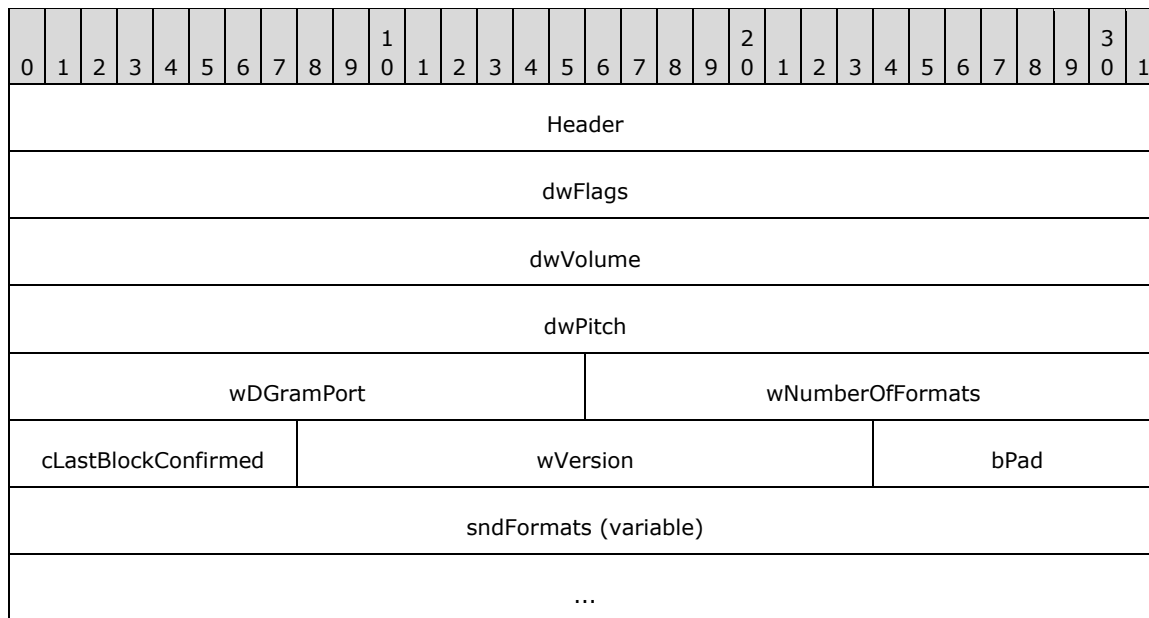 0 1 2 3 4 5 6 7 8 9 1 0 1 2 3 4 5 6 7 8 9 2 0 1 2 3 4 5 6 7 8 9 3 0 1
Header
dwFlags
dwVolume
dwPitch
wDGramPort wNumberOfFormats
cLastBlockConfirmed wVersion bPad
sndFormats (variable)
...